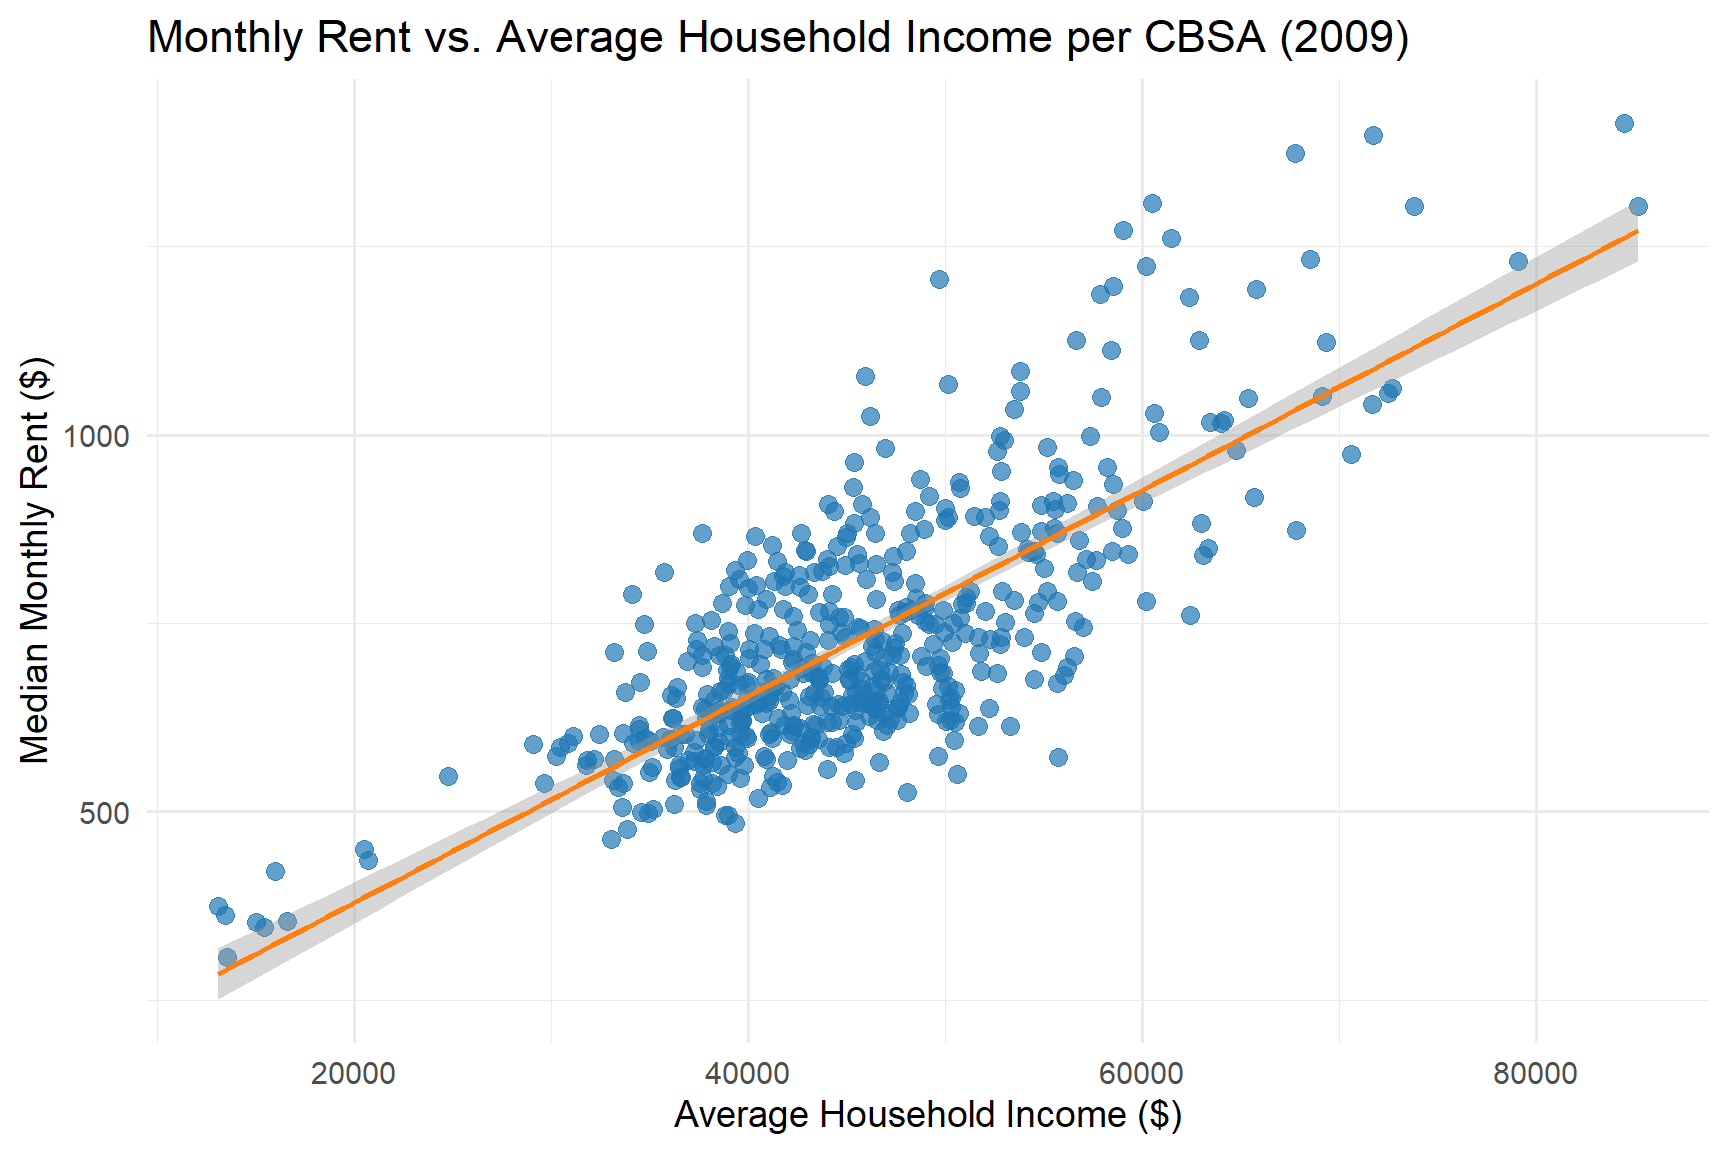 Monthly Rent vs. Average Household Income per CBSA (2009)
Median Monthly Rent ($)
1000
500
20000 40000 60000 80000
Average Household Income ($)